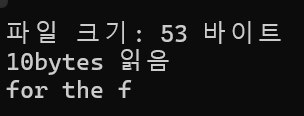 파일 크기: 53 바이트
10bytes 읽음
for the f